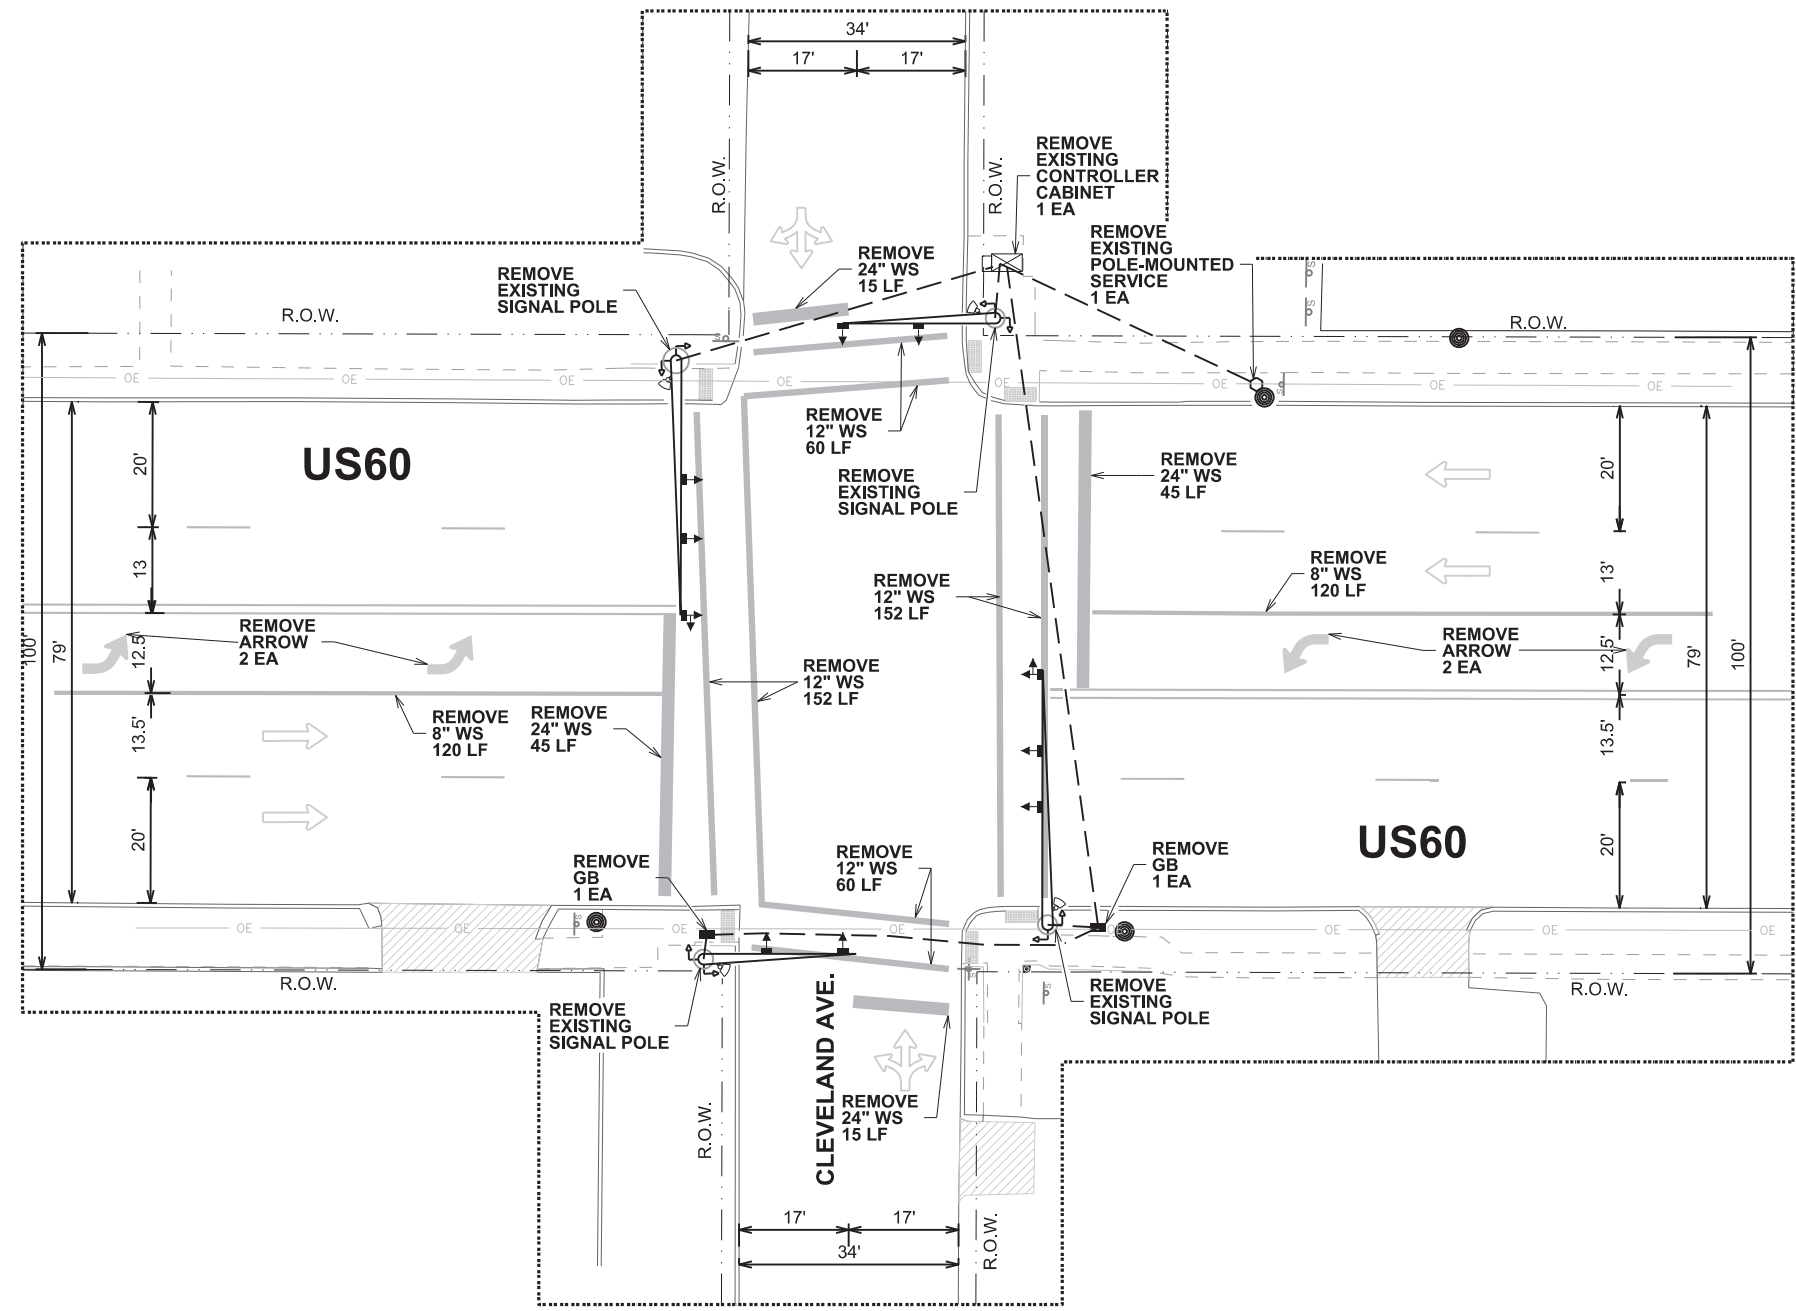 34'
17'
17'
REMOVE
EXISTING
CONTROLLER
CABINET
1 EA
R.O.W.
R.O.W.
REMOVE
24" WS
15 LF
REMOVE
EXISTING
POLE-MOUNTED
SERVICE
1 EA
REMOVE
EXISTING
SIGNAL POLE
R.O.W.
R.O.W.
OE
OE
OE
OE
OE
OE
OE
OE
S
S
S
S
REMOVE
12" WS
60 LF
US60
20'
REMOVE
EXISTING
SIGNAL POLE
REMOVE
24" WS
45 LF
20'
13
REMOVE
12" WS
152 LF
REMOVE
8" WS
120 LF
13'
100'
79'
12.5'
REMOVE
ARROW
2 EA
REMOVE
ARROW
2 EA
12.5'
79'
100'
REMOVE
12" WS
152 LF
13.5'
REMOVE
8" WS
120 LF
REMOVE
24" WS
45 LF
13.5'
20'
US60
20'
REMOVE
GB
1 EA
REMOVE
12" WS
60 LF
REMOVE
GB
1 EA
S
OE
OE
OE
OE
OE
OE
OE
OE
R.O.W.
R.O.W.
S
S
REMOVE
EXISTING
SIGNAL POLE
CLEVELAND AVE.
REMOVE
EXISTING
SIGNAL POLE
REMOVE
24" WS
15 LF
R.O.W.
R.O.W.
17'
17'
34'